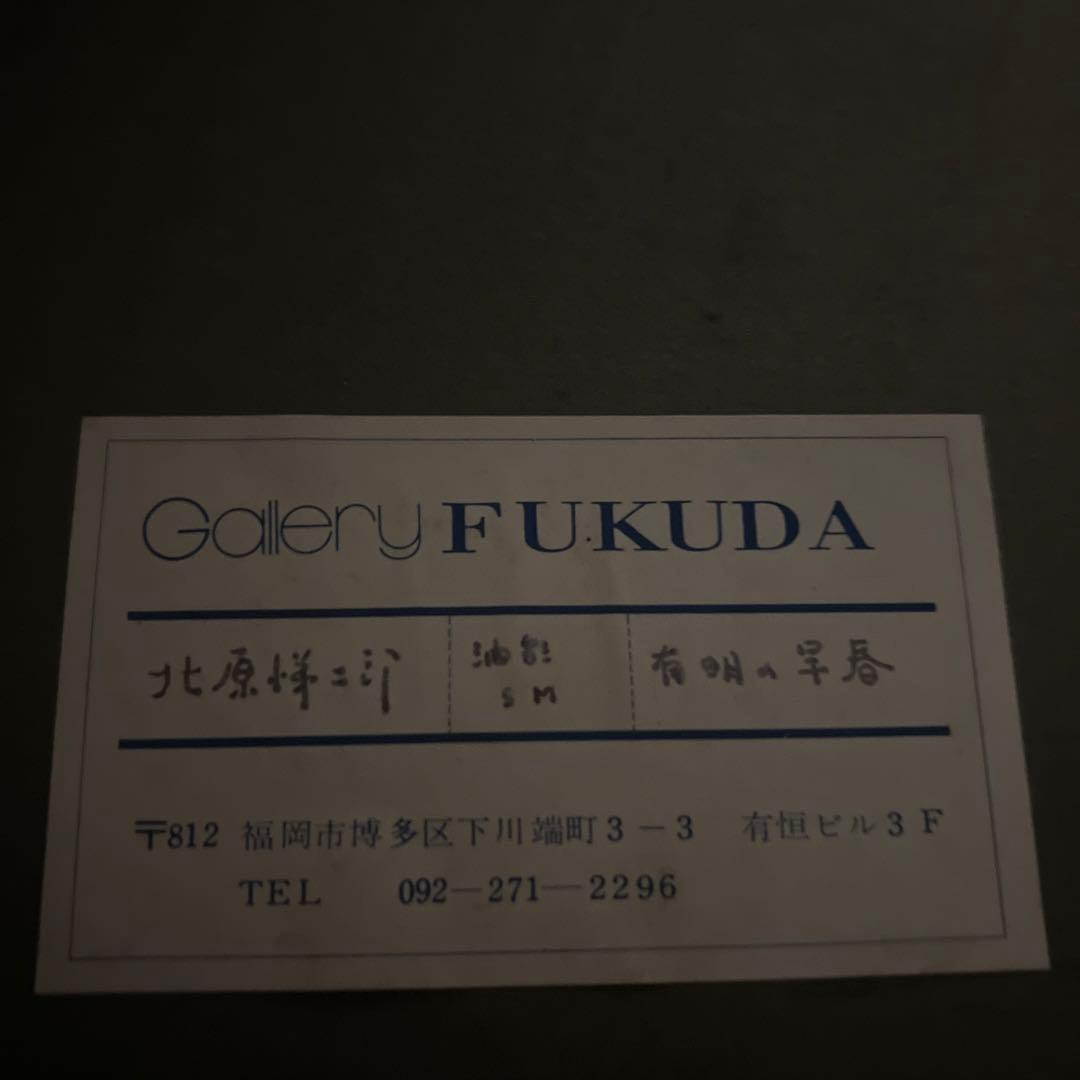 Gallery FUKUDA
北原悌二郎 油彩 有明の早春
SM
〒812 福岡市博多区下川端町3-3 有恒ビル3F
TEL 092-271-2296